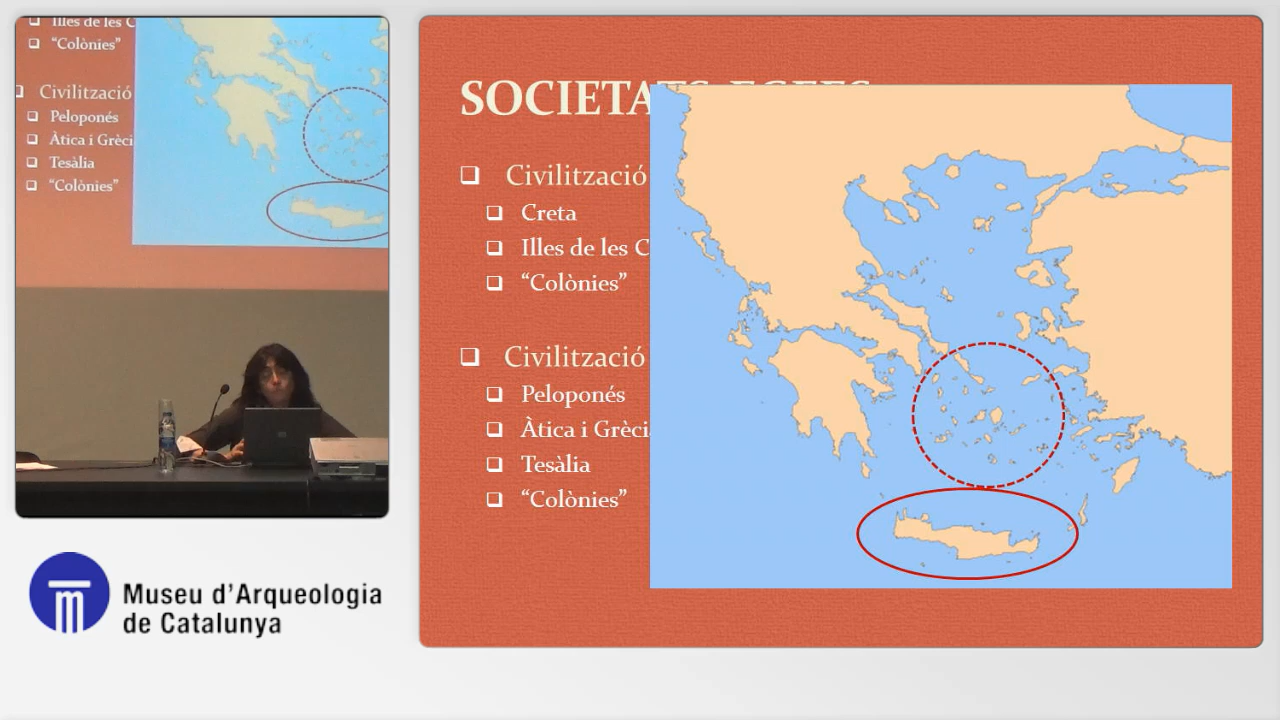 Illes de les C
“Colònies”
Civilització
Peloponés
Àtica i Grèci
Tesàlia
“Colònies”
Museu d’Arqueologia
de Catalunya
SOCIETATS EGEES
Civilització
Creta
Illes de les C
“Colònies”
Civilització
Peloponés
Àtica i Grèci
Tesàlia
“Colònies”